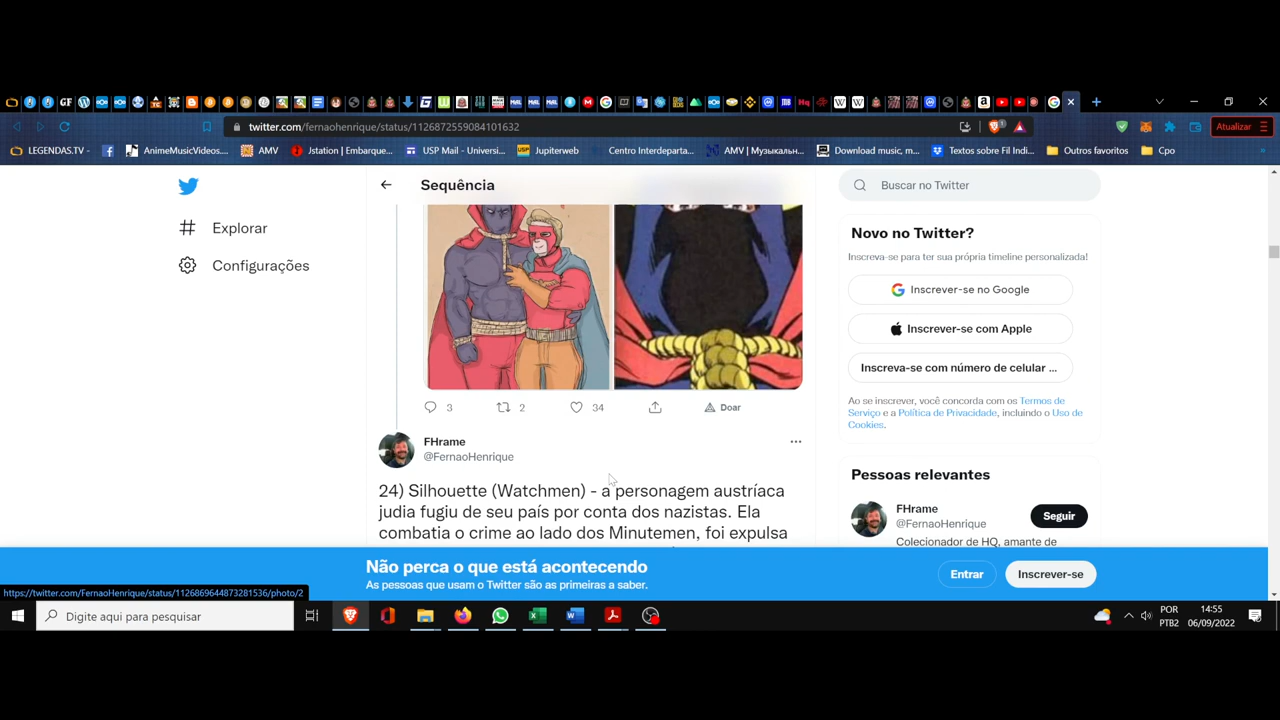 twitter.com/fernaohenrique/status/1126872559084101632
Atualizar
LEGENDAS.TV -
AnimeMusicVideos...
AMV
Jstation | Embarque...
USP Mail - Universi...
Jupiterweb
Centro Interdeparta...
AMV | Музыкальн...
Download music, m...
Textos sobre Fil Indi...
Outros favoritos
Cpo
Sequência
Buscar no Twitter
Explorar
Configurações
Novo no Twitter?
Inscreva-se para ter sua própria timeline personalizada!
Inscrever-se no Google
Inscrever-se com Apple
Inscreva-se com número de celular ...
Ao se inscrever, você concorda com os Termos de
Serviço e a Política de Privacidade, incluindo o Uso de
Cookies.
3
2
34
Doar
FHrame
@FernaoHenrique
24) Silhouette (Watchmen) - a personagem austríaca
judia fugiu de seu país por conta dos nazistas. Ela
combatia o crime ao lado dos Minutemen, foi expulsa
Pessoas relevantes
FHrame
@FernaoHenrique
Seguir
Colecionador de HQ, amante de
Não perca o que está acontecendo
As pessoas que usam o Twitter são as primeiras a saber.
Entrar
Inscrever-se
https://twitter.com/FernaoHenrique/status/1126869644873281536/photo/2
Digite aqui para pesquisar
POR
PTB2
14:55
06/09/2022